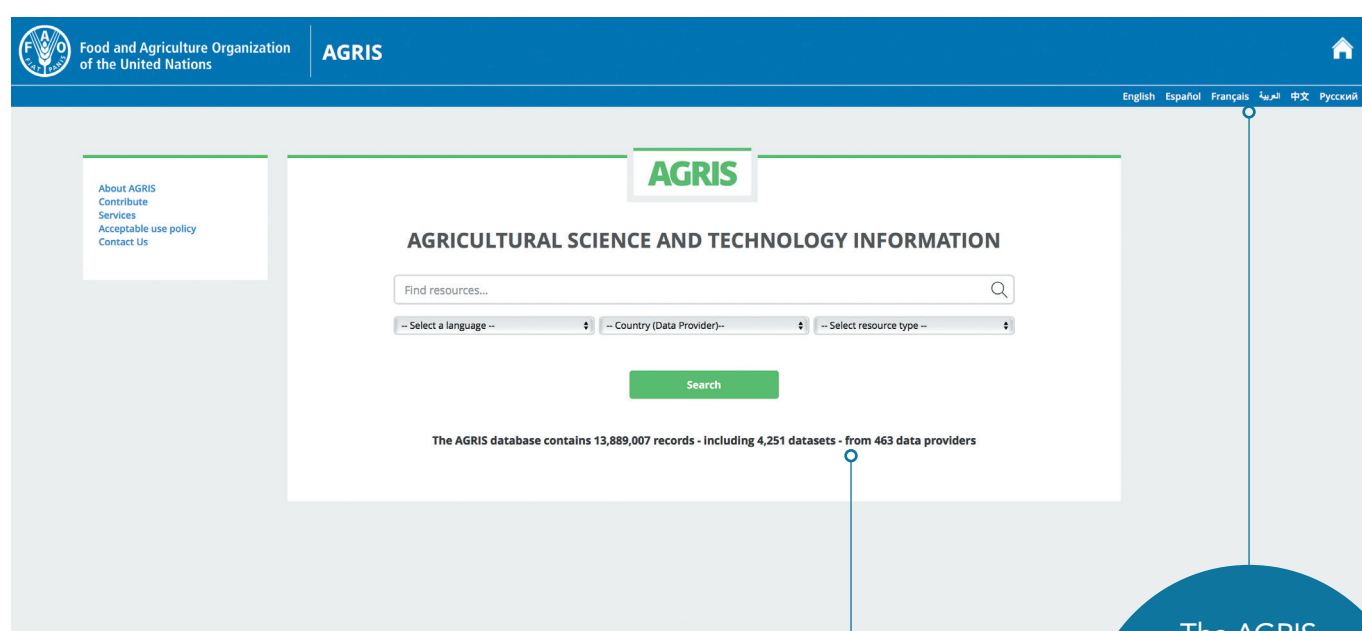 Food and Agriculture Organization
of the United Nations
AGRIS
English Español Français العربية 中文 Русский
About AGRIS
Contribute
Services
Acceptable use policy
Contact Us
AGRIS
AGRICULTURAL SCIENCE AND TECHNOLOGY INFORMATION
Find resources...
-- Select a language -- -- Country (Data Provider)-- -- Select resource type --
Search
The AGRIS database contains 13,889,007 records - including 4,251 datasets - from 463 data providers
The AGRIS